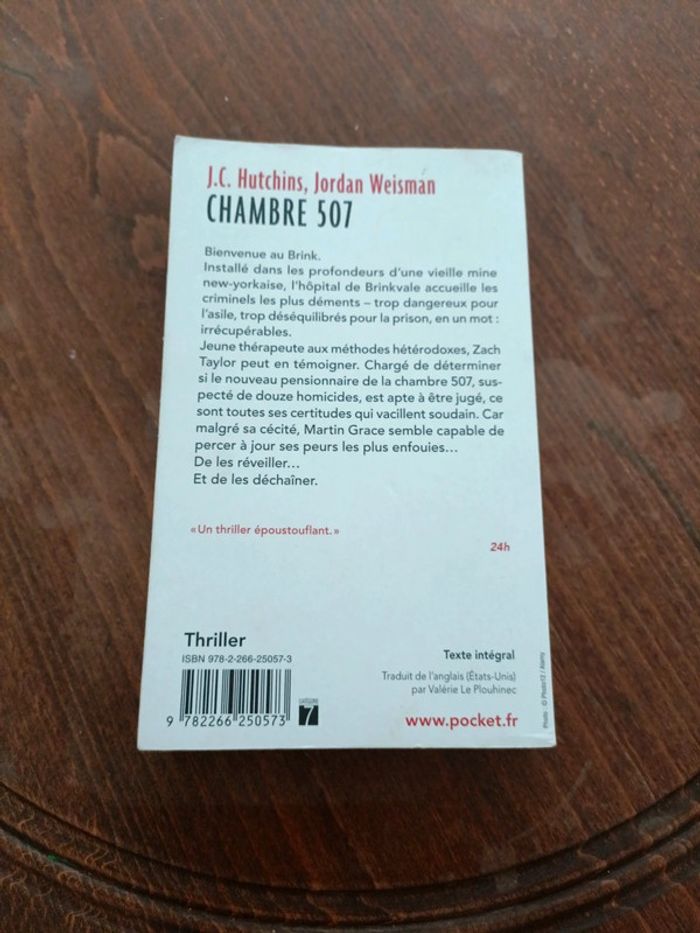 J.C. Hutchins, Jordan Weisman
CHAMBRE 507
Bienvenue au Brink.
Installé dans les profondeurs d'une vieille mine
new-yorkaise, l'hôpital de Brinkvale accueille les
criminels les plus déments – trop dangereux pour
l'asile, trop déséquilibrés pour la prison, en un mot :
irrécupérables.
Jeune thérapeute aux méthodes hétérodoxes, Zach
Taylor peut en témoigner. Chargé de déterminer
si le nouveau pensionnaire de la chambre 507, sus-
pecté de douze homicides, est apte à être jugé, ce
sont toutes ses certitudes qui vacillent soudain. Car
malgré sa cécité, Martin Grace semble capable de
percer à jour ses peurs les plus enfouies...
De les réveiller...
Et de les déchaîner.
« Un thriller époustouflant. »
24h
Thriller
ISBN 978-2-266-25057-3
9 782266 250573
CATÉGORIE
7
Texte intégral
Traduit de l'anglais (États-Unis)
par Valérie Le Plouhinec
www.pocket.fr
Photo : © Photo12 / Alamy